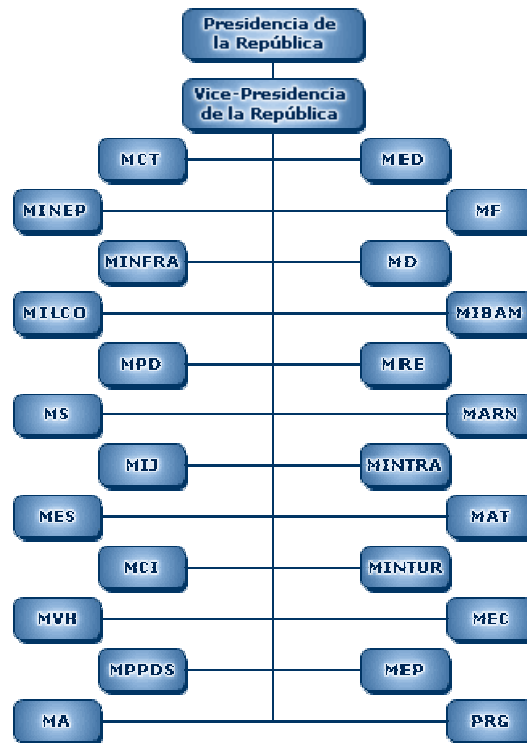 Presidencia de
la República
Vice-Presidencia
de la República
MCT MED
MINEP MF
MINFRA MD
MILCO MIBAM
MPD MRE
MS MARN
MIJ MINTRA
MES MAT
MCI MINTUR
MVH MEC
MPPDS MEP
MA PRG